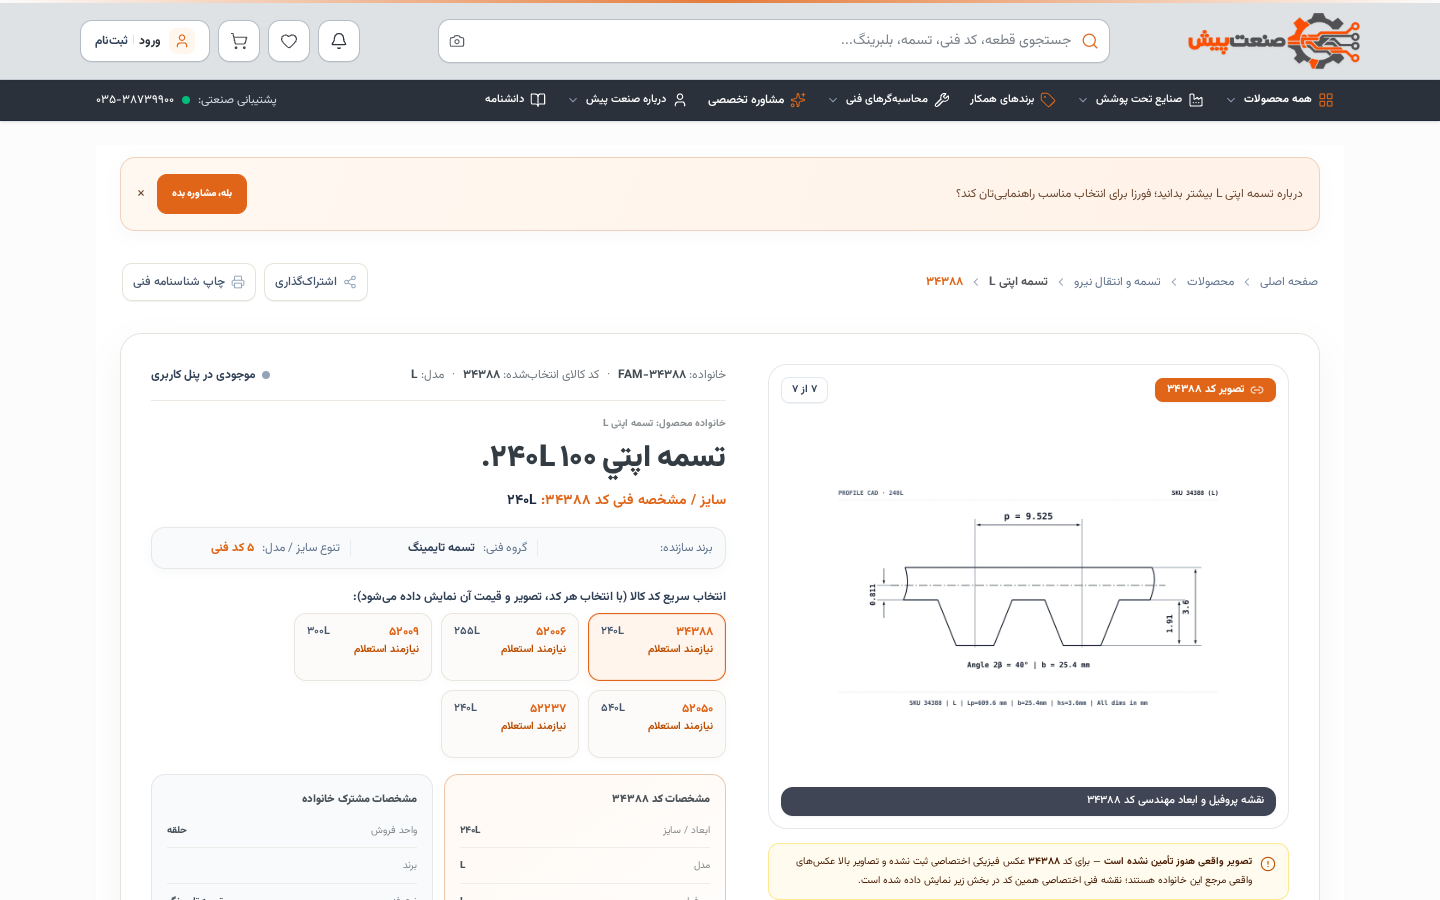 صنعت پیش
جستجوی قطعه، کد فنی، تسمه، بلبرینگ...
ورود | ثبت‌نام
همه محصولات
صنایع تحت پوشش
برندهای همکار
محاسبه‌گرهای فنی
مشاوره تخصصی
درباره صنعت پیش
دانشنامه
پشتیبانی صنعتی: ۰۳۵-۳۸۷۳۹۹۰۰
درباره تسمه اپتی L بیشتر بدانید؛ فورزا برای انتخاب مناسب راهنمایی‌تان کند؟
بله، مشاوره بده
×
صفحه اصلی
محصولات
تسمه و انتقال نیرو
تسمه اپتی L
۳۴۳۸۸
اشتراک‌گذاری
چاپ شناسنامه فنی
تصویر کد ۳۴۳۸۸
۷ از ۷
PROFILE CAD · 240L
SKU 34388 (L)
p = 9.525
0.811
1.91
3.6
Angle 2β = 40° | b = 25.4 mm
SKU 34388 | L | Lp=609.6 mm | b=25.4mm | hs=3.6mm | All dims in mm
نقشه پروفیل و ابعاد مهندسی کد ۳۴۳۸۸
تصویر واقعی هنوز تأمین نشده است — برای کد ۳۴۳۸۸ عکس فیزیکی اختصاصی ثبت نشده و تصاویر بالا عکس‌های
واقعی مرجع این خانواده هستند؛ نقشه فنی اختصاصی همین کد در بخش زیر نمایش داده شده است.
خانواده: FAM-۳۴۳۸۸ · کد کالای انتخاب‌شده: ۳۴۳۸۸ · مدل: L
موجودی در پنل کاربری
خانواده محصول: تسمه اپتی L
تسمه اپتي ۱۰۰ ۲۴۰L.
سایز / مشخصه فنی کد ۳۴۳۸۸: ۲۴۰L
برند سازنده:
گروه فنی: تسمه تایمینگ
تنوع سایز / مدل: ۵ کد فنی
انتخاب سریع کد کالا (با انتخاب هر کد، تصویر و قیمت آن نمایش داده می‌شود):
۳۴۳۸۸ ۲۴۰L
نیازمند استعلام
۵۲۰۰۶ ۲۵۵L
نیازمند استعلام
۵۲۰۰۹ ۳۰۰L
نیازمند استعلام
۵۲۰۵۰ ۵۴۰L
نیازمند استعلام
۵۲۲۳۷ ۲۴۰L
نیازمند استعلام
مشخصات کد ۳۴۳۸۸
ابعاد / سایز ۲۴۰L
مدل L
مشخصات مشترک خانواده
واحد فروش حلقه
برند